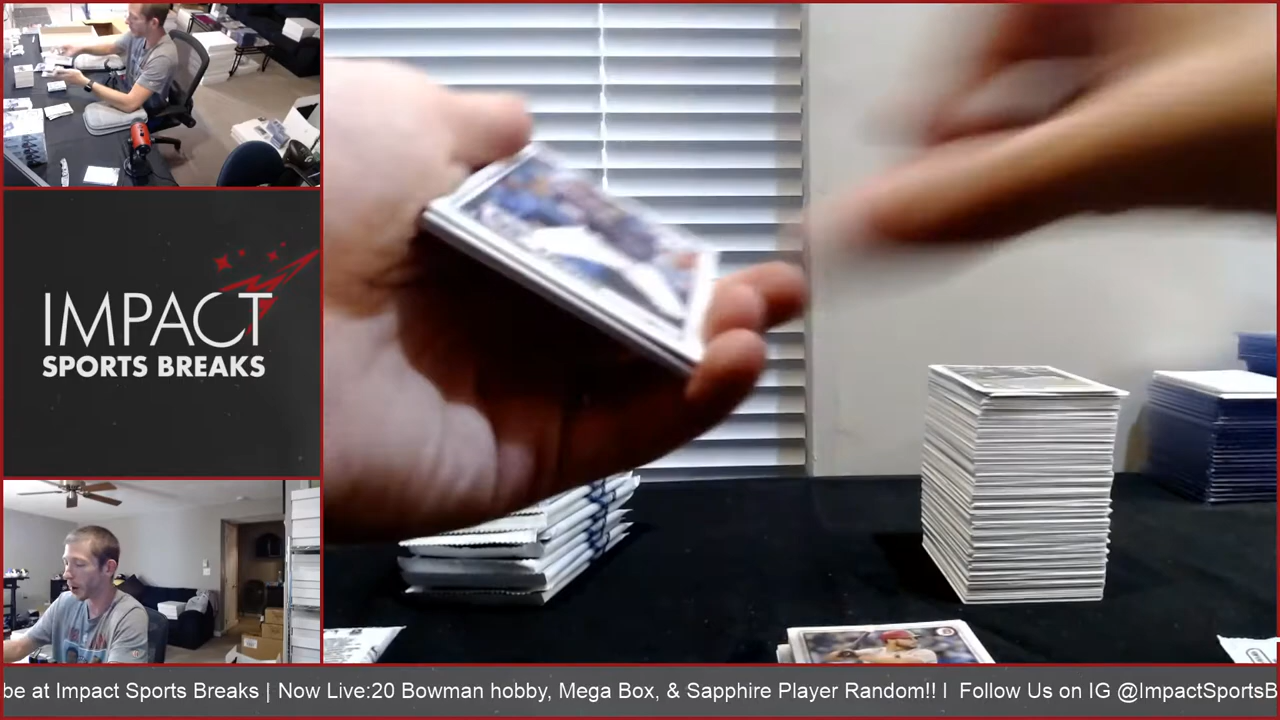 IMPACT
SPORTS BREAKS
be at Impact Sports Breaks | Now Live:20 Bowman hobby, Mega Box, & Sapphire Player Random!! I Follow Us on IG @ImpactSportsB